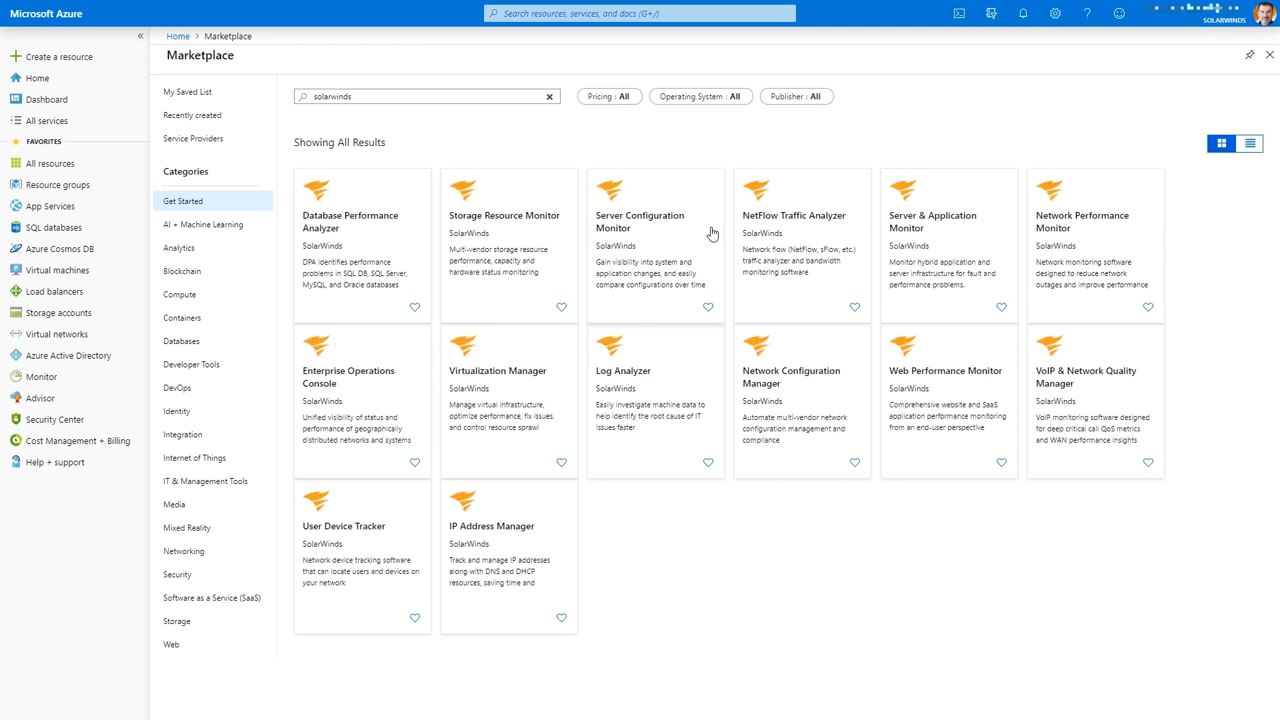 Microsoft Azure
Search resources, services, and docs (G+/)
SOLARWINDS
«
Create a resource
Home
Dashboard
All services
FAVORITES
All resources
Resource groups
App Services
SQL databases
Azure Cosmos DB
Virtual machines
Load balancers
Storage accounts
Virtual networks
Azure Active Directory
Monitor
Advisor
Security Center
Cost Management + Billing
Help + support
Home > Marketplace
Marketplace
My Saved List
Recently created
Service Providers
Categories
Get Started
AI + Machine Learning
Analytics
Blockchain
Compute
Containers
Databases
Developer Tools
DevOps
Identity
Integration
Internet of Things
IT & Management Tools
Media
Mixed Reality
Networking
Security
Software as a Service (SaaS)
Storage
Web
solarwinds
Pricing : All
Operating System : All
Publisher : All
Showing All Results
Database Performance
Analyzer
SolarWinds
DPA identifies performance
problems in SQL DB, SQL Server,
MySQL, and Oracle databases
Storage Resource Monitor
SolarWinds
Multi-vendor storage resource
performance, capacity and
hardware status monitoring
Server Configuration
Monitor
SolarWinds
Gain visibility into system and
application changes, and easily
compare configurations over time
NetFlow Traffic Analyzer
SolarWinds
Network flow (NetFlow, sFlow, etc.)
traffic analyzer and bandwidth
monitoring software
Server & Application
Monitor
SolarWinds
Monitor hybrid application and
server infrastructure for fault and
performance problems.
Network Performance
Monitor
SolarWinds
Network monitoring software
designed to reduce network
outages and improve performance
Enterprise Operations
Console
SolarWinds
Unified visibility of status and
performance of geographically
distributed networks and systems
Virtualization Manager
SolarWinds
Manage virtual infrastructure,
optimize performance, fix issues,
and control resource sprawl
Log Analyzer
SolarWinds
Easily investigate machine data to
help identify the root cause of IT
issues faster
Network Configuration
Manager
SolarWinds
Automate multi-vendor network
configuration management and
compliance
Web Performance Monitor
SolarWinds
Comprehensive website and SaaS
application performance monitoring
from an end-user perspective
VoIP & Network Quality
Manager
SolarWinds
VoIP monitoring software designed
for deep critical call QoS metrics
and WAN performance insights
User Device Tracker
SolarWinds
Network device tracking software
that can locate users and devices on
your network
IP Address Manager
SolarWinds
Track and manage IP addresses
along with DNS and DHCP
resources, saving time and